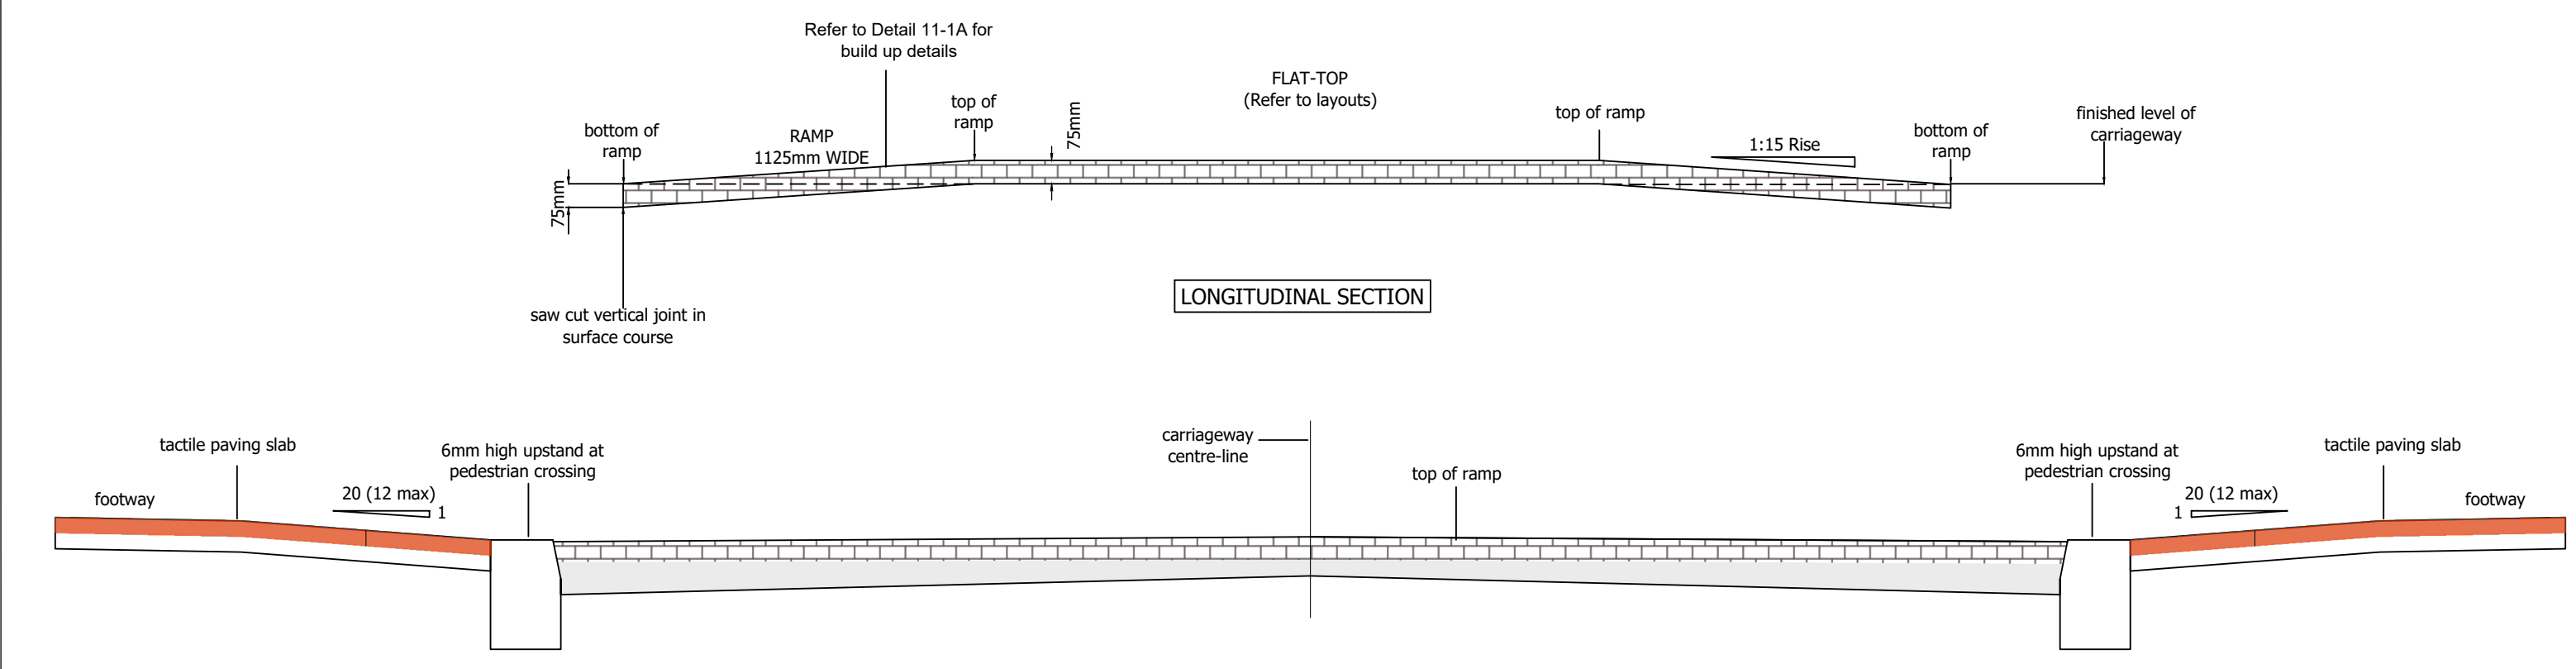 Refer to Detail 11-1A for
build up details
FLAT-TOP
(Refer to layouts)
bottom of
ramp
RAMP
1125mm WIDE
top of
ramp
75mm
top of ramp
1:15 Rise
bottom of
ramp
finished level of
carriageway
75mm
saw cut vertical joint in
surface course
LONGITUDINAL SECTION
footway
tactile paving slab
20 (12 max)
1
6mm high upstand at
pedestrian crossing
carriageway
centre-line
top of ramp
6mm high upstand at
pedestrian crossing
20 (12 max)
1
tactile paving slab
footway